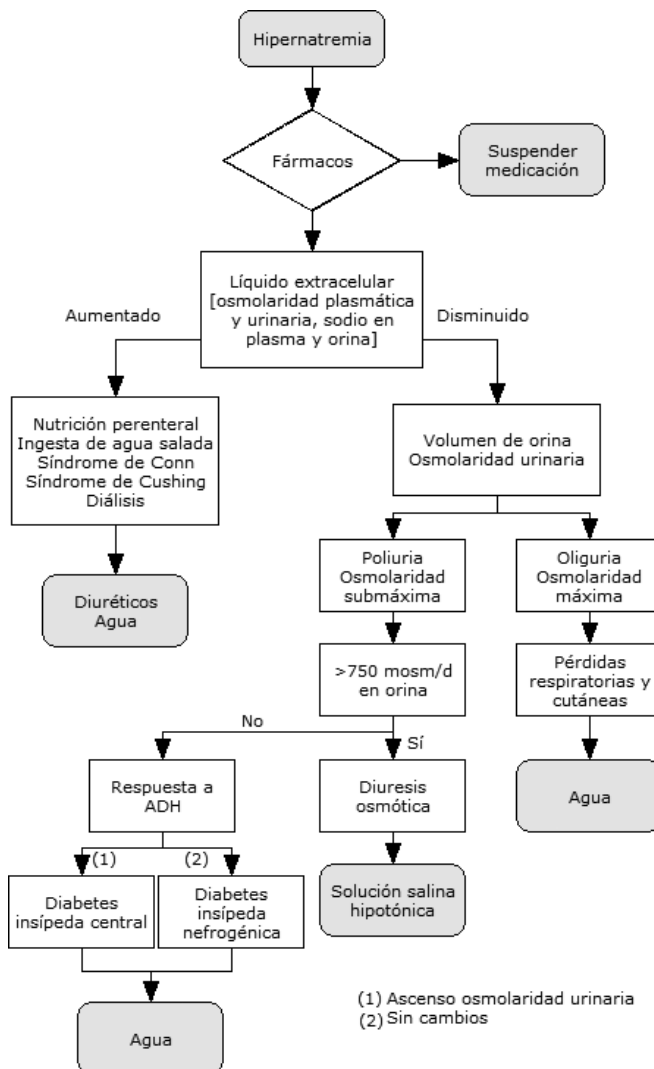 Hipernatremia
Fármacos
Suspender
medicación
Líquido extracelular
[osmolaridad plasmática
y urinaria, sodio en
plasma y orina]
Aumentado
Disminuido
Nutrición perenteral
Ingesta de agua salada
Síndrome de Conn
Síndrome de Cushing
Diálisis
Volumen de orina
Osmolaridad urinaria
Diuréticos
Agua
Poliuria
Osmolaridad
submáxima
Oliguria
Osmolaridad
máxima
>750 mosm/d
en orina
Pérdidas
respiratorias y
cutáneas
No
Sí
Respuesta a
ADH
Diuresis
osmótica
Agua
(1)
(2)
Diabetes
insípeda central
Diabetes
insípeda
nefrogénica
Solución salina
hipotónica
Agua
(1) Ascenso osmolaridad urinaria
(2) Sin cambios